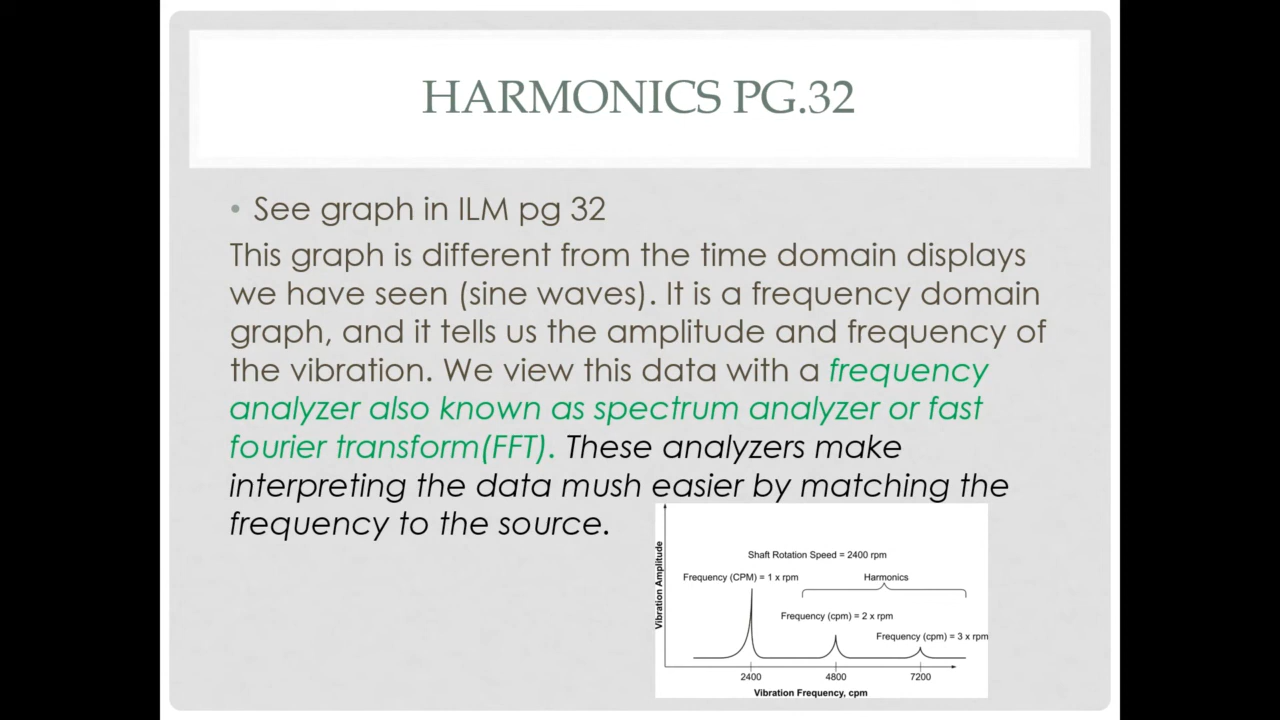 HARMONICS PG.32
• See graph in ILM pg 32
This graph is different from the time domain displays
we have seen (sine waves). It is a frequency domain
graph, and it tells us the amplitude and frequency of
the vibration. We view this data with a frequency
analyzer also known as spectrum analyzer or fast
fourier transform(FFT). These analyzers make
interpreting the data mush easier by matching the
frequency to the source.
Vibration Amplitude
Shaft Rotation Speed = 2400 rpm
Frequency (CPM) = 1 x rpm
Harmonics
Frequency (cpm) = 2 x rpm
Frequency (cpm) = 3 x rpm
2400 4800 7200
Vibration Frequency, cpm